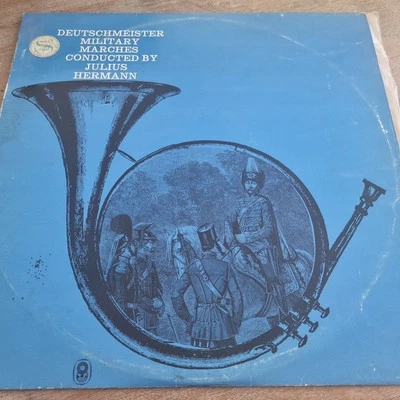 DEUTSCHMEISTER
MILITARY
MARCHES
CONDUCTED BY
JULIUS
HERMANN